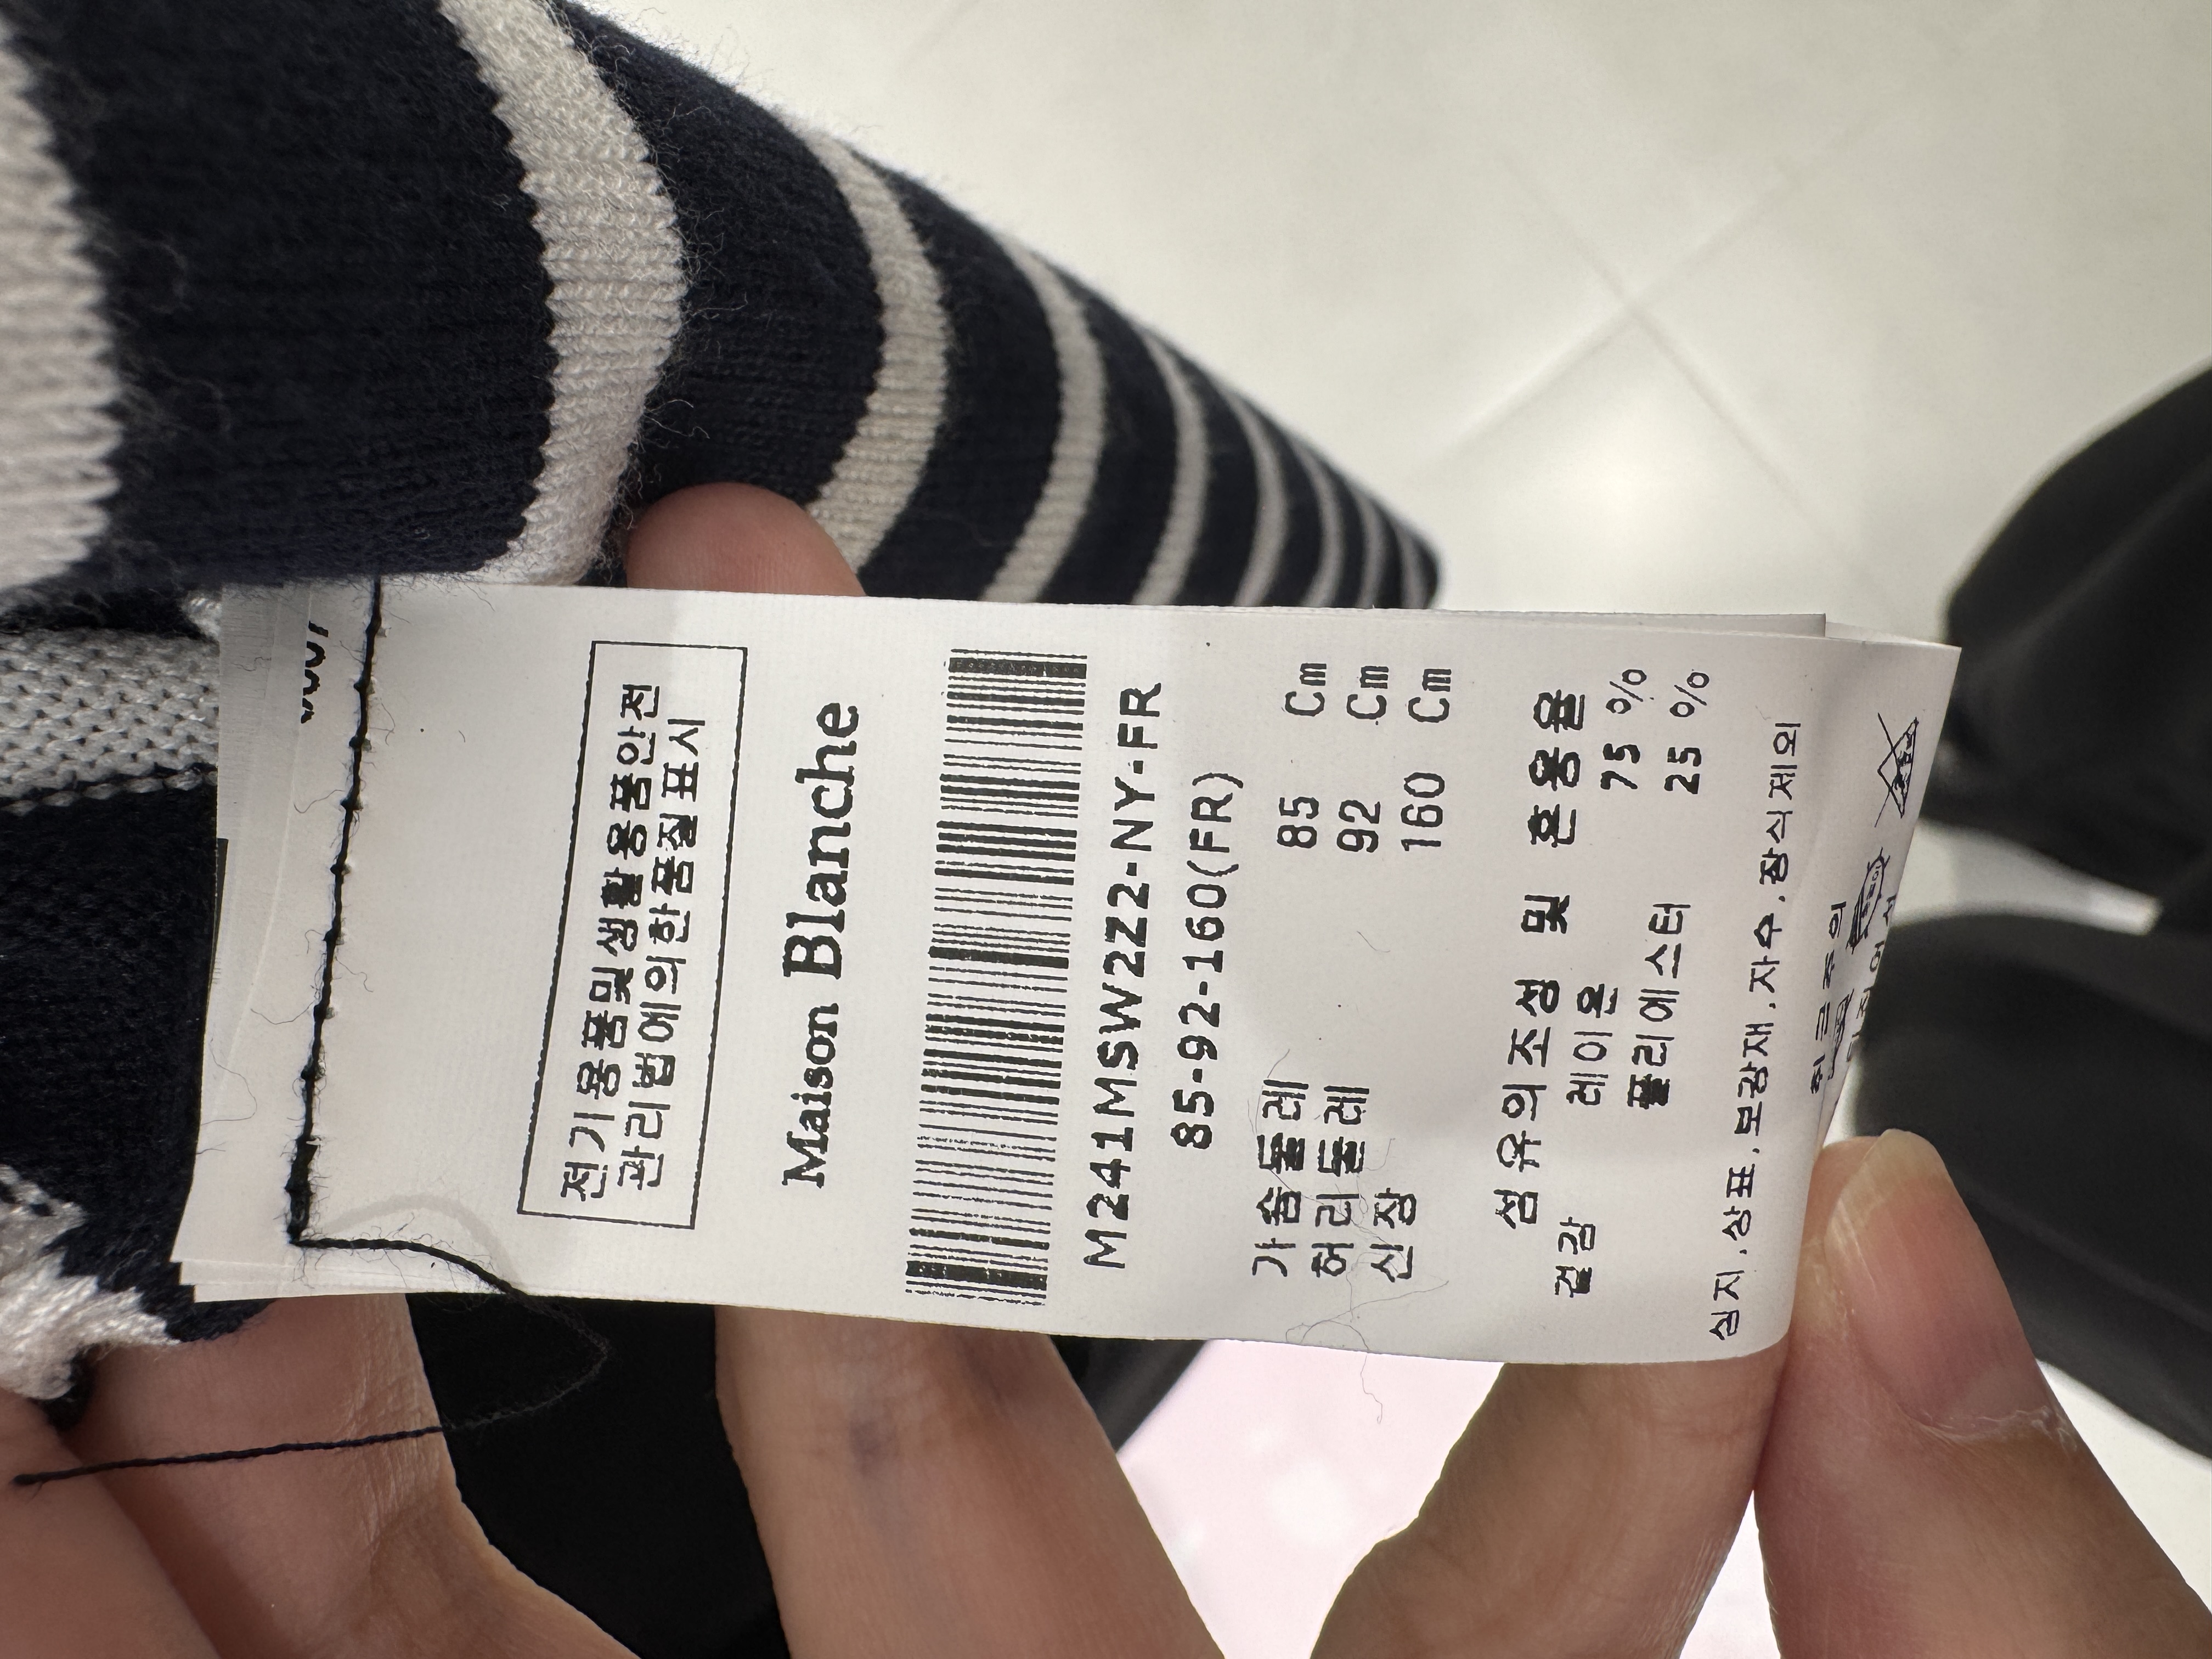 전기용품및생활용품안전
관리법에의한품질표시
Maison Blanche
M241MSW2Z2-NY-FR
85-92-160(FR)
가슴둘레 85 Cm
허리둘레 92 Cm
신장 160 Cm
섬유의조성 및 혼용율
겉감 레이온 75 %
폴리에스터 25 %
심지.상표.보강재.자수.장식제외
취급주의